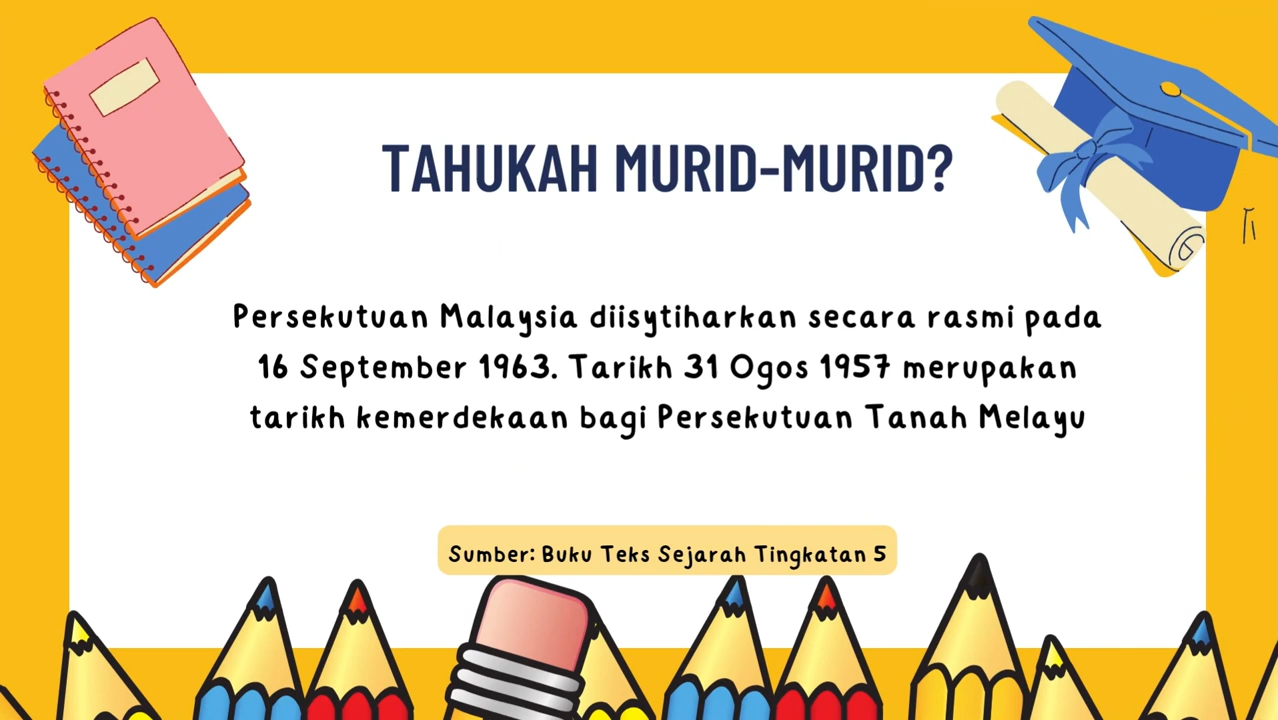 TAHUKAH MURID-MURID?
Persekutuan Malaysia diisytiharkan secara rasmi pada
16 September 1963. Tarikh 31 Ogos 1957 merupakan
tarikh kemerdekaan bagi Persekutuan Tanah Melayu
Sumber: Buku Teks Sejarah Tingkatan 5